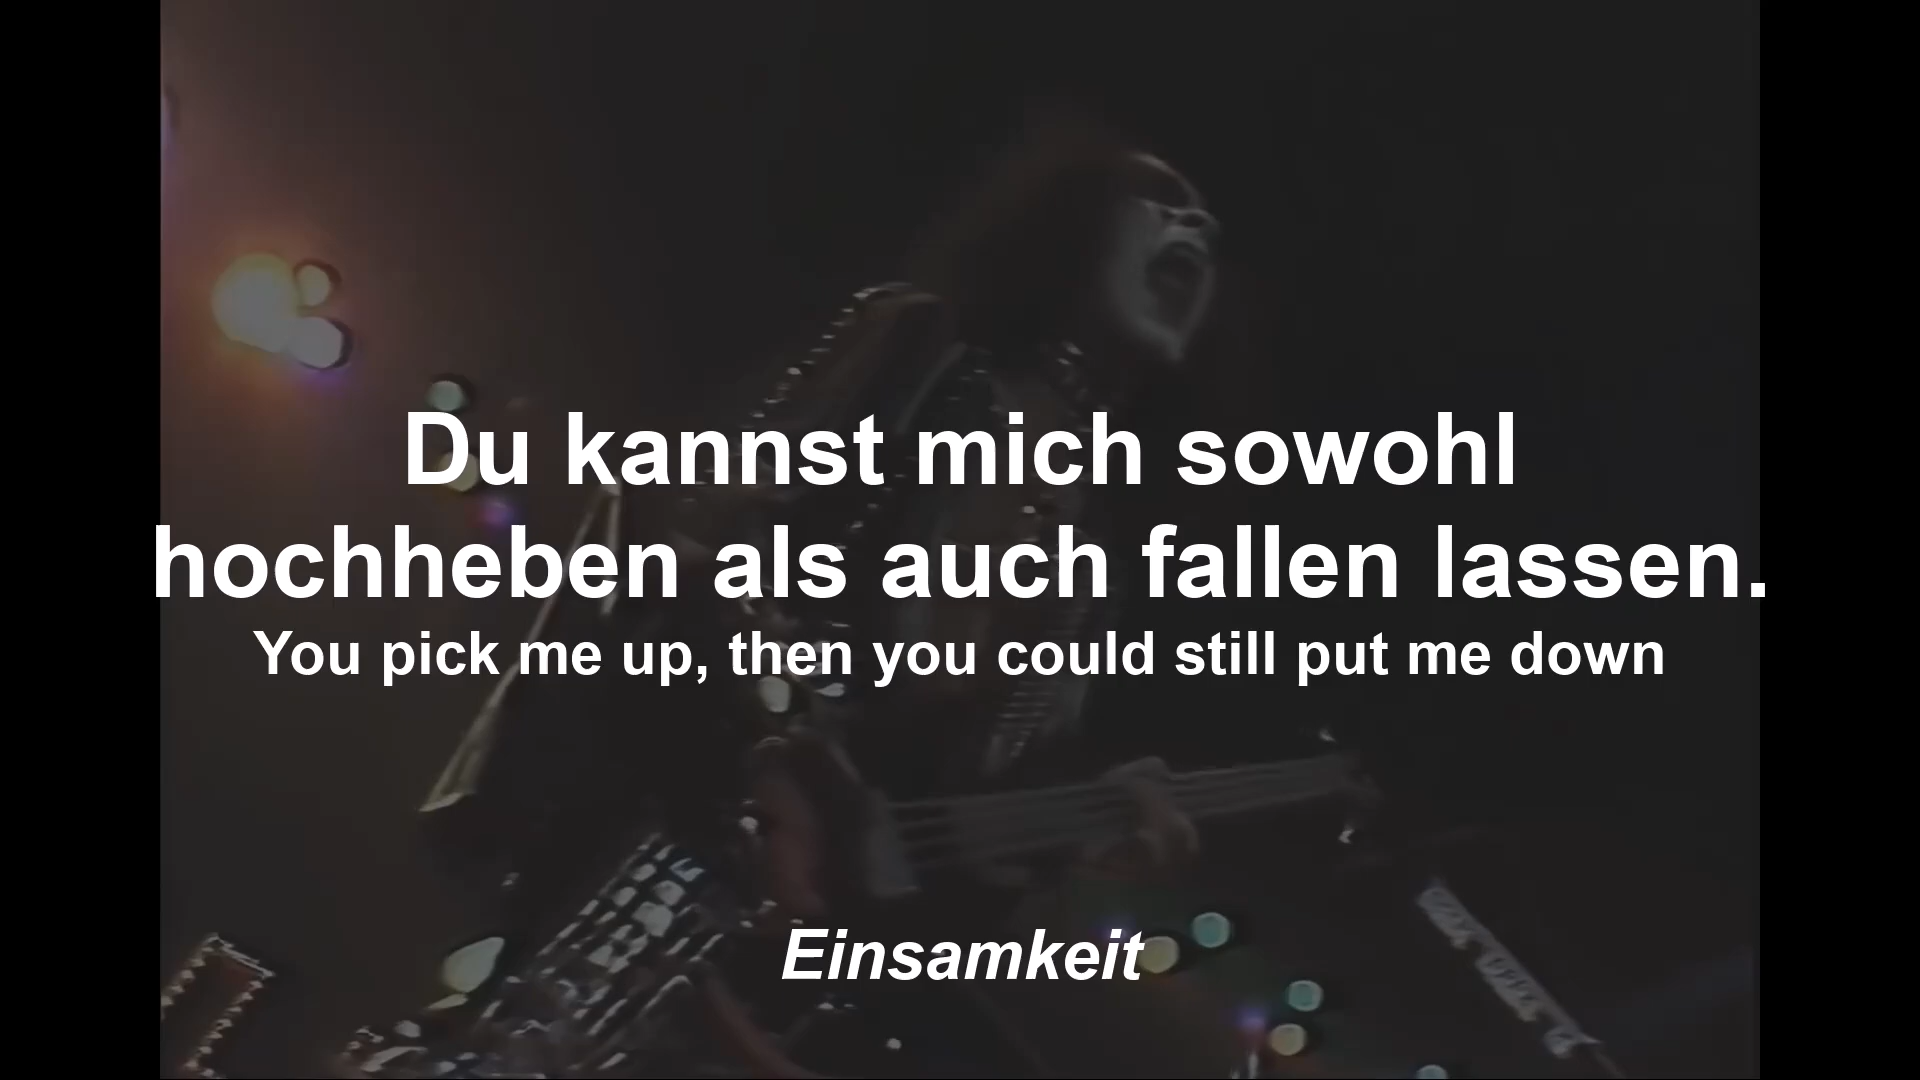 Du kannst mich sowohl
hochheben als auch fallen lassen.
You pick me up, then you could still put me down
Einsamkeit